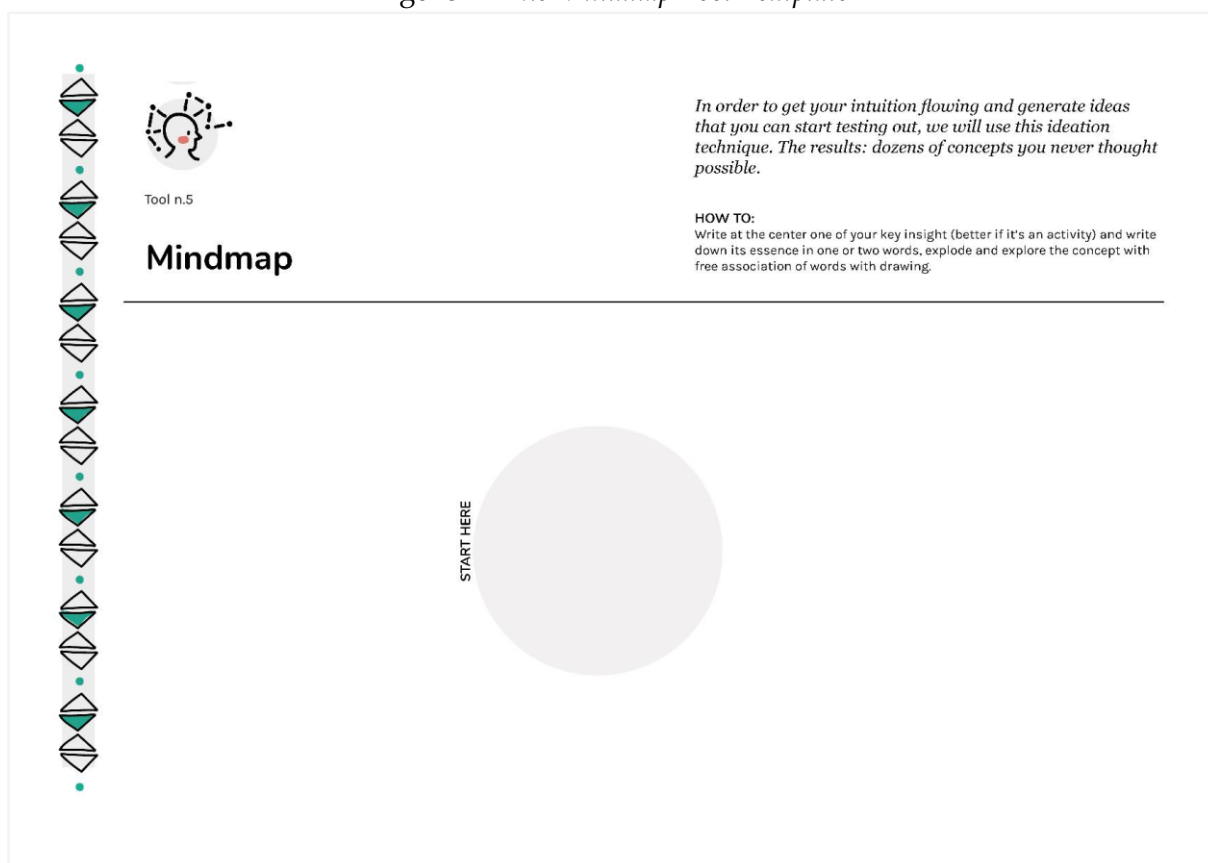 Tool n.5
Mindmap
In order to get your intuition flowing and generate ideas
that you can start testing out, we will use this ideation
technique. The results: dozens of concepts you never thought
possible.
HOW TO:
Write at the center one of your key insight (better if it's an activity) and write
down its essence in one or two words, explode and explore the concept with
free association of words with drawing.
START HERE